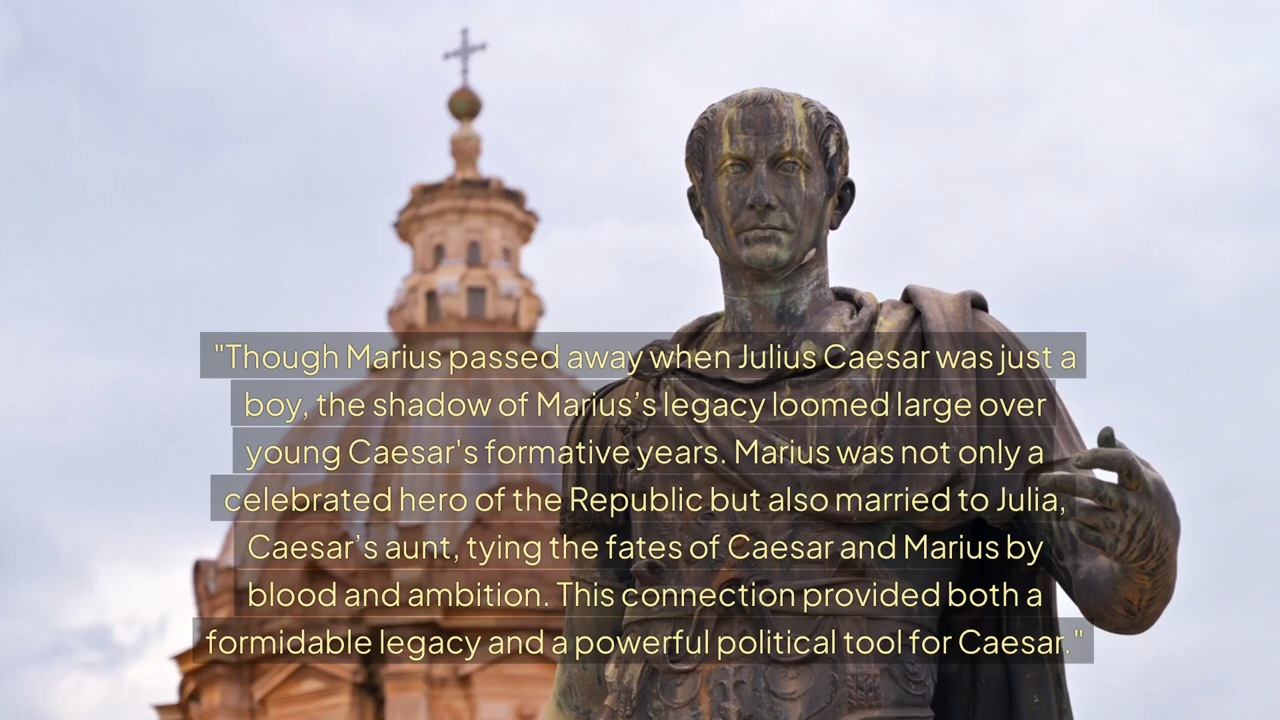 "Though Marius passed away when Julius Caesar was just a
boy, the shadow of Marius’s legacy loomed large over
young Caesar's formative years. Marius was not only a
celebrated hero of the Republic but also married to Julia,
Caesar’s aunt, tying the fates of Caesar and Marius by
blood and ambition. This connection provided both a
formidable legacy and a powerful political tool for Caesar."